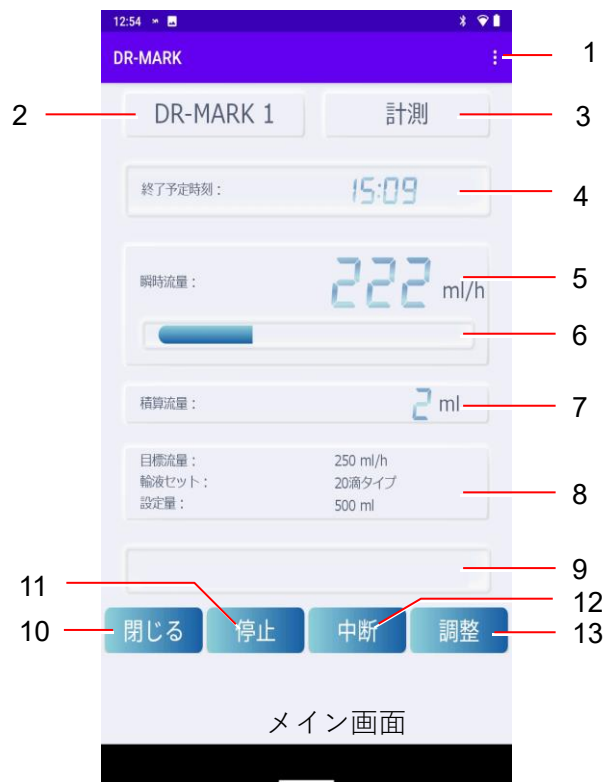 12:54
DR-MARK
1
2
DR-MARK 1
計測
3
終了予定時刻：
15:09
4
瞬時流量：
222 ml/h
5
6
積算流量：
2 ml
7
目標流量： 250 ml/h
輸液セット： 20滴タイプ
設定量： 500 ml
8
9
11
12
10
閉じる
停止
中断
調整
13
メイン画面